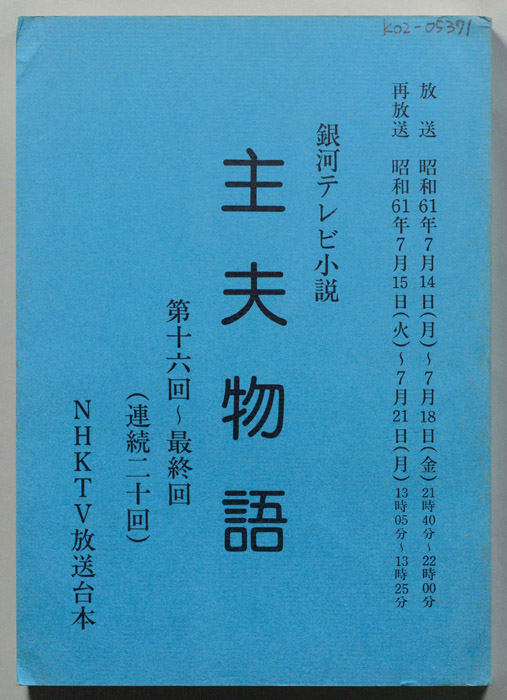 K02-05371
放送 昭和61年7月14日(月)~7月18日(金)21時40分~22時00分
再放送 昭和61年7月15日(火)~7月21日(月)13時05分~13時25分
銀河テレビ小説
主夫物語
第十六回~最終回
(連続二十回)
NHKTV放送台本